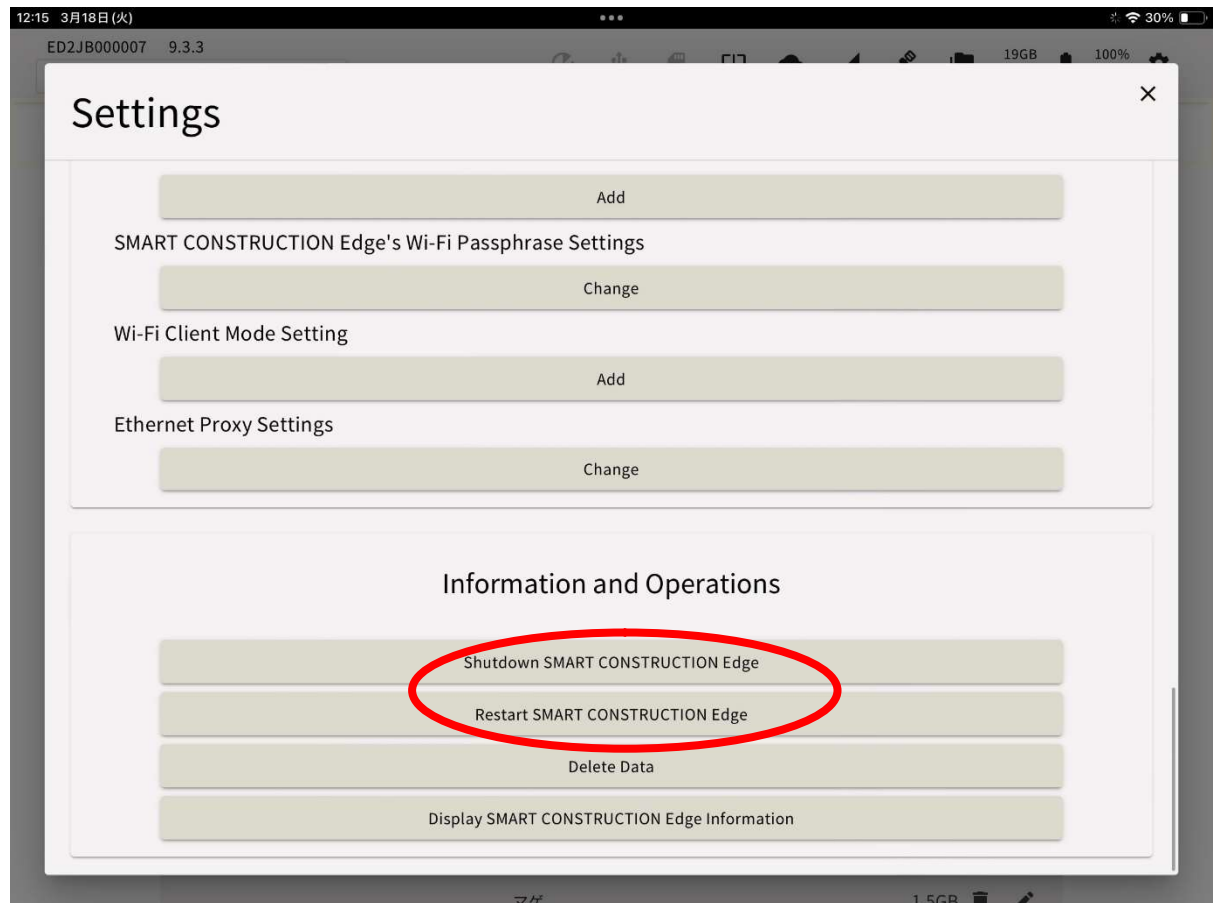 12:15 3月18日(火)
30%
ED2JB000007 9.3.3
19GB
100%
Settings
Add
SMART CONSTRUCTION Edge's Wi-Fi Passphrase Settings
Change
Wi-Fi Client Mode Setting
Add
Ethernet Proxy Settings
Change
Information and Operations
Shutdown SMART CONSTRUCTION Edge
Restart SMART CONSTRUCTION Edge
Delete Data
Display SMART CONSTRUCTION Edge Information
マゲ
1.5GB